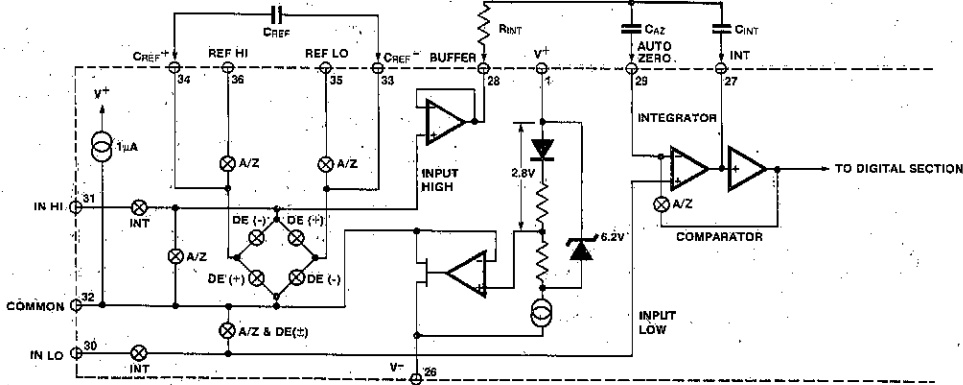 CREF
RINT
CAZ
CINT
CREF+ REF HI REF LO CREF- BUFFER V+ AUTO ZERO INT
34 36 35 33 28 1 29 27
V+
1μA
A/Z
A/Z
INTEGRATOR
INPUT HIGH
2.8V
TO DIGITAL SECTION
31
IN HI
INT
DE (-) DE (+)
A/Z
6.2V
A/Z
COMPARATOR
DE (+) DE (-)
32
COMMON
A/Z & DE(±)
INPUT LOW
30
IN LO
INT
V-
26